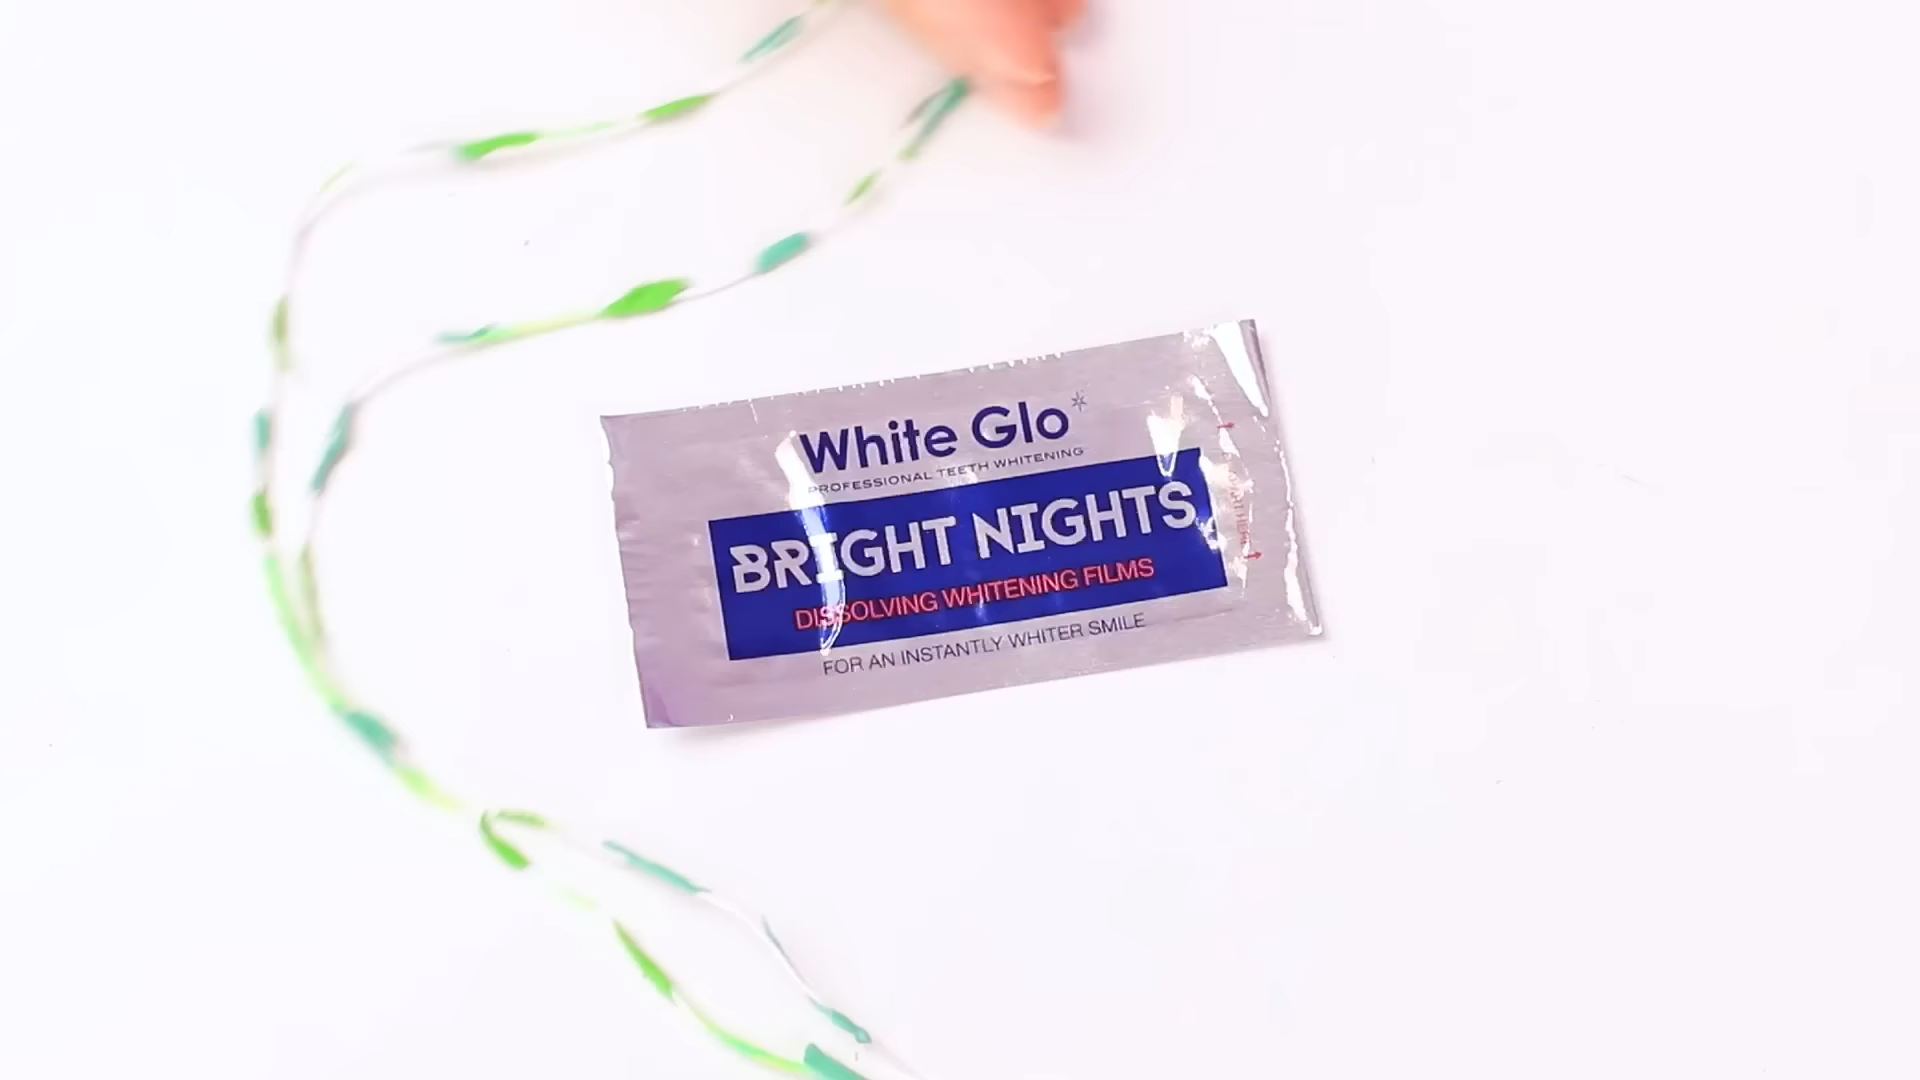 White Glo
PROFESSIONAL TEETH WHITENING
BRIGHT NIGHTS
DISSOLVING WHITENING FILMS
FOR AN INSTANTLY WHITER SMILE